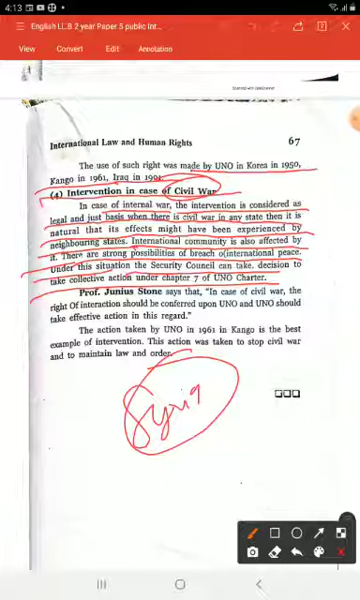 4:13
English LL.B 2 year Paper 5 public Int...
View Convert Edit Annotation
Scanned with CamScanner
International Law and Human Rights 67
The use of such right was made by UNO in Korea in 1950,
Kango in 1961, Iraq in 1991.
(4) Intervention in case of Civil War
In case of internal war, the intervention is considered as
legal and just basis when there is civil war in any state then it is
natural that its effects might have been experienced by
neighbouring states. International community is also affected by
it. There are strong possibilities of breach of international peace.
Under this situation the Security Council can take, decision to
take collective action under chapter 7 of UNO Charter.
Prof. Junius Stone says that, "In case of civil war, the
right Of interaction should be conferred upon UNO and UNO should
take effective action in this regard."
The action taken by UNO in 1961 in Kango is the best
example of intervention. This action was taken to stop civil war
and to maintain law and order.
Syria